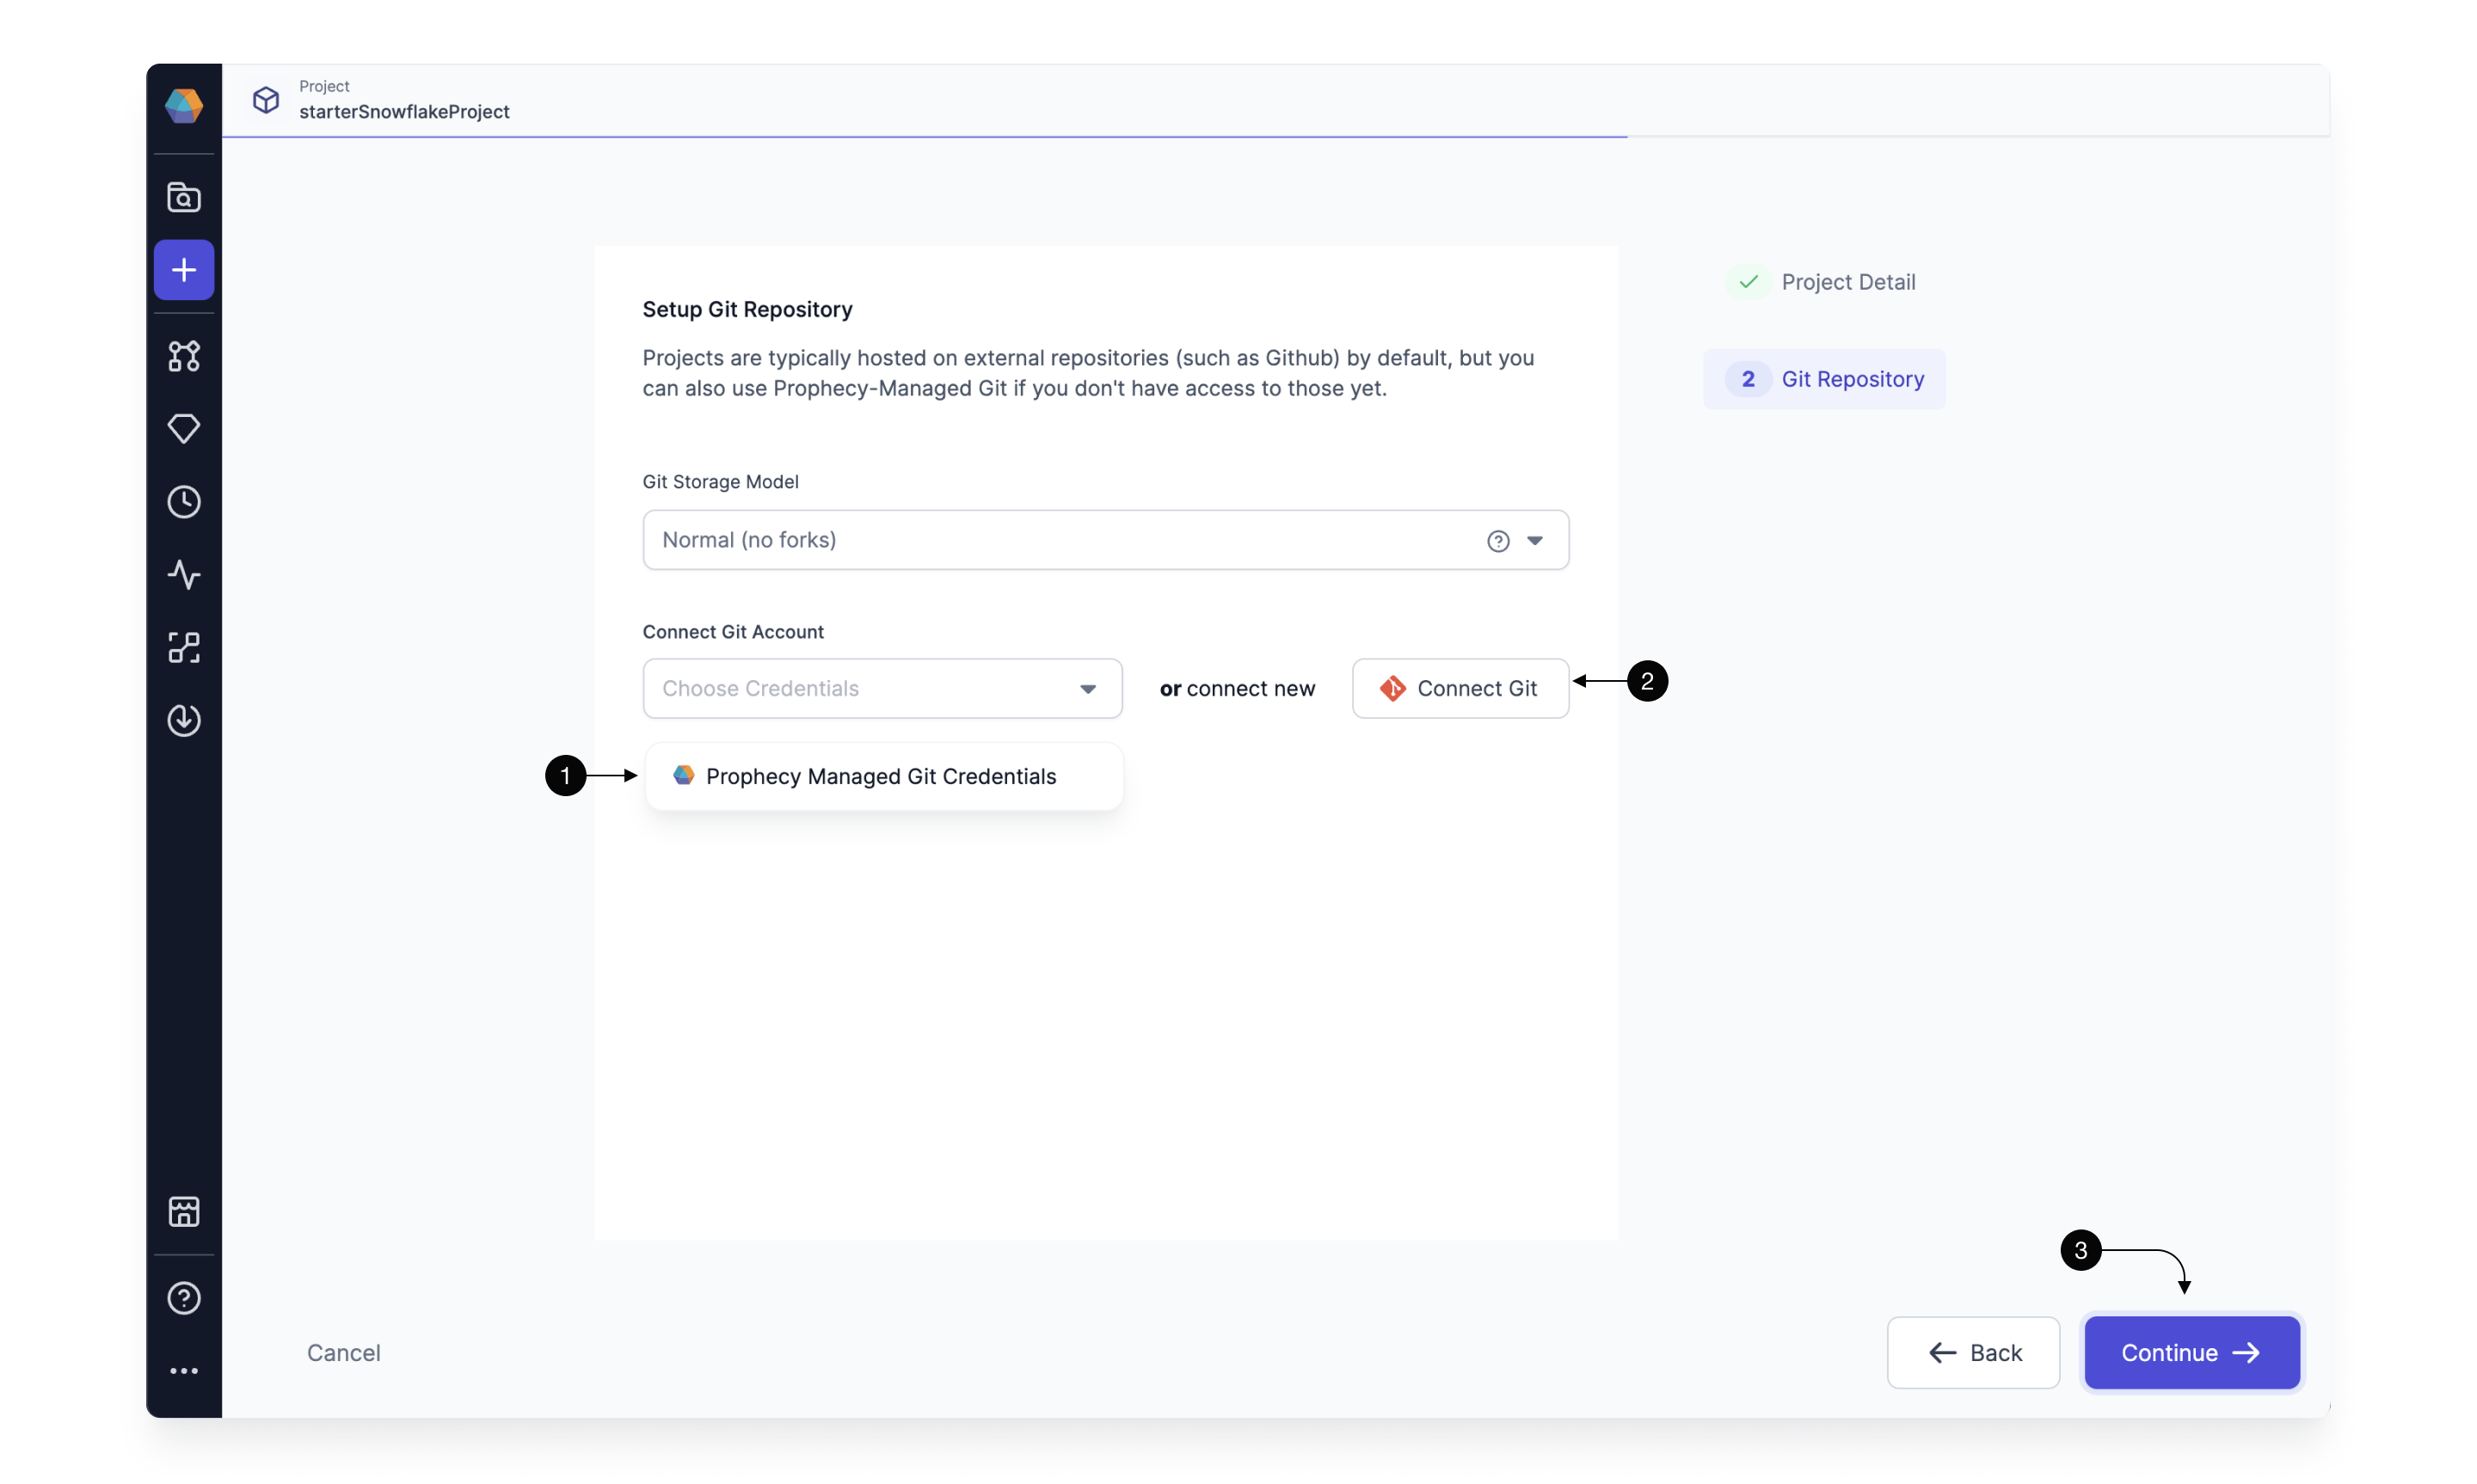 Project
starterSnowflakeProject
Setup Git Repository
Projects are typically hosted on external repositories (such as Github) by default, but you
can also use Prophecy-Managed Git if you don't have access to those yet.
Project Detail
2 Git Repository
Git Storage Model
Normal (no forks)
Connect Git Account
Choose Credentials
or connect new
Connect Git
2
1
Prophecy Managed Git Credentials
3
Cancel
Back
Continue